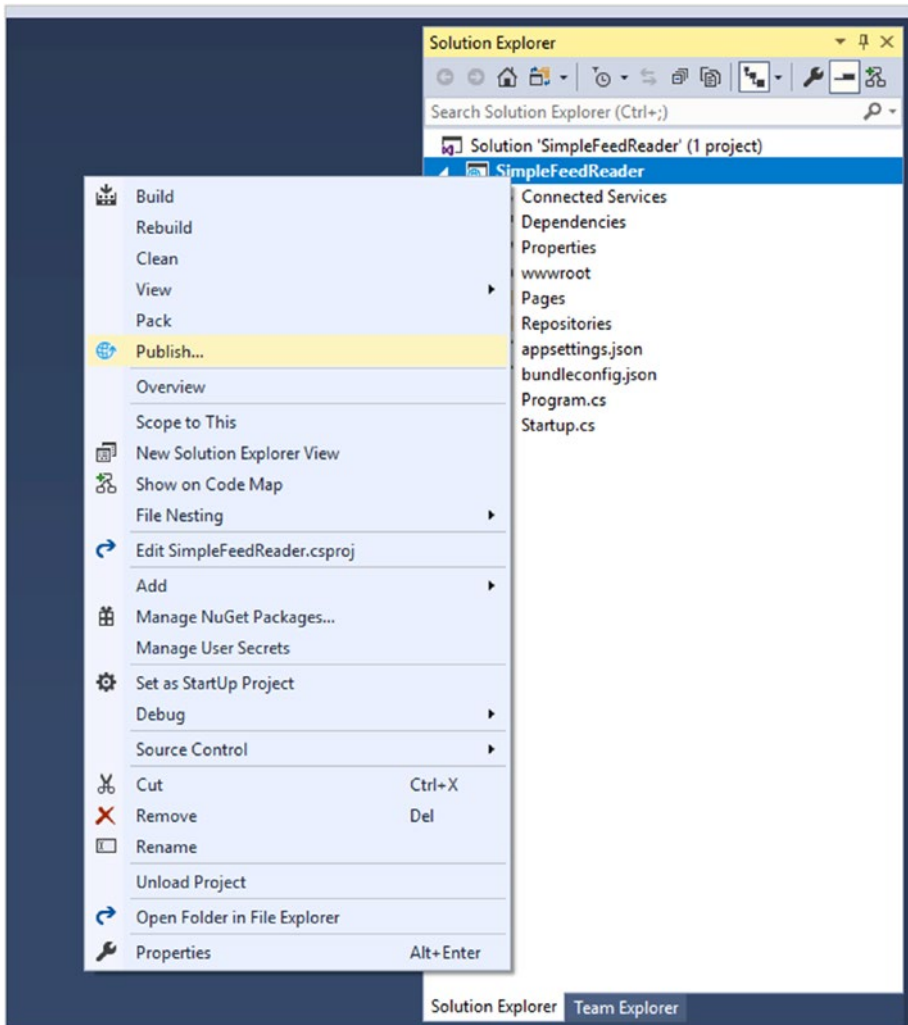 Solution Explorer
Search Solution Explorer (Ctrl+;)
Solution 'SimpleFeedReader' (1 project)
SimpleFeedReader
Connected Services
Dependencies
Properties
wwwroot
Pages
Repositories
appsettings.json
bundleconfig.json
Program.cs
Startup.cs
Build
Rebuild
Clean
View
Pack
Publish...
Overview
Scope to This
New Solution Explorer View
Show on Code Map
File Nesting
Edit SimpleFeedReader.csproj
Add
Manage NuGet Packages...
Manage User Secrets
Set as StartUp Project
Debug
Source Control
Cut Ctrl+X
Remove Del
Rename
Unload Project
Open Folder in File Explorer
Properties Alt+Enter
Solution Explorer Team Explorer